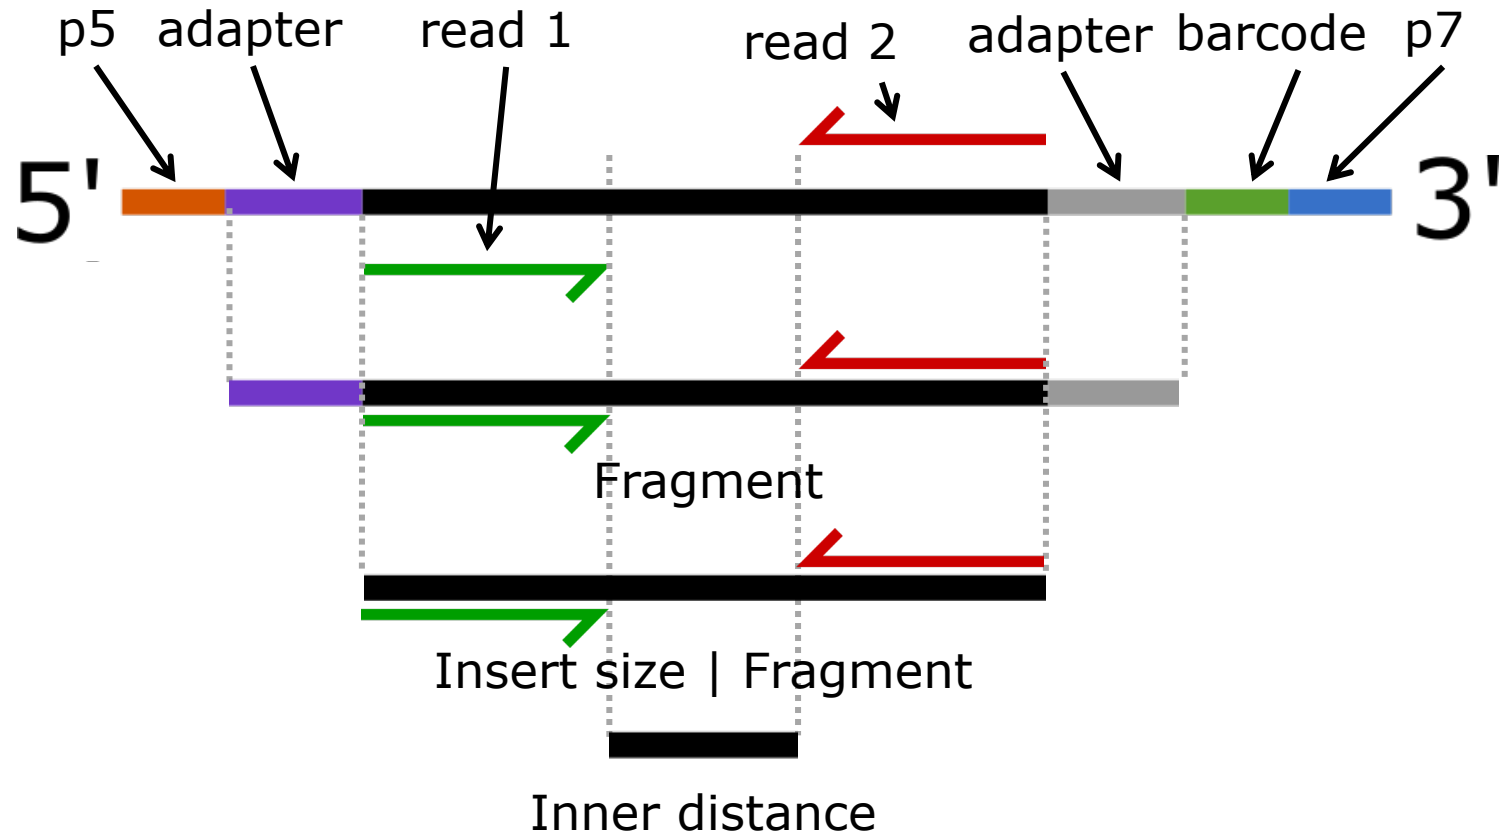 p5 adapter read 1 read 2 adapter barcode p7
5' 3'
Fragment
Insert size | Fragment
Inner distance